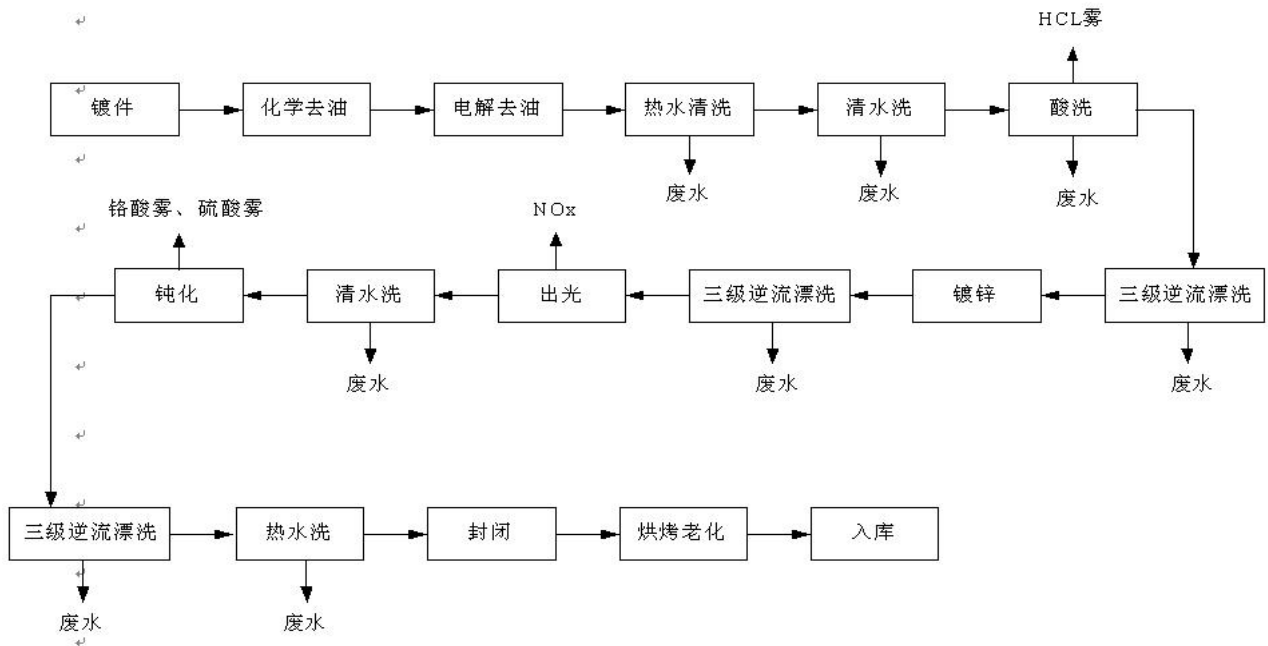 HCL雾
镀件 化学去油 电解去油 热水清洗 清水洗 酸洗
废水 废水 废水
铬酸雾、硫酸雾 NOx
钝化 清水洗 出光 三级逆流漂洗 镀锌 三级逆流漂洗
废水 废水 废水
三级逆流漂洗 热水洗 封闭 烘烤老化 入库
废水 废水